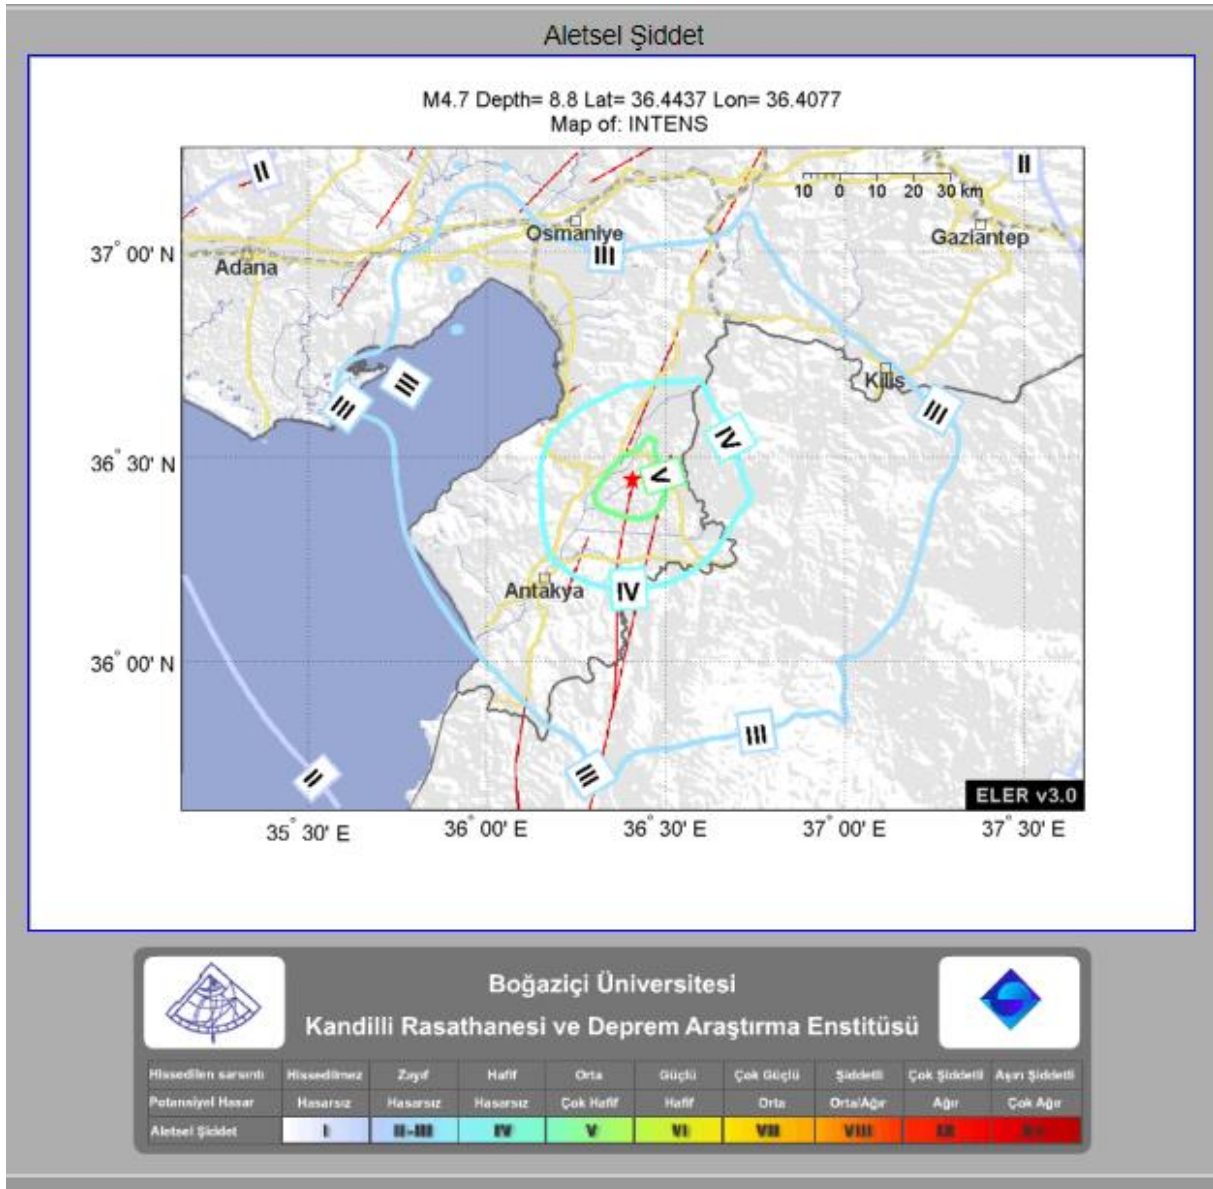 Aletsel Şiddet
M4.7 Depth= 8.8 Lat= 36.4437 Lon= 36.4077
Map of: INTENS
II
II
10 0 10 20 30 km
Osmaniye
Gaziantep
37° 00' N
III
Adana
III
Kilis
III
III
IV
36° 30' N
V
Antakya
IV
36° 00' N
III
III
II
ELER v3.0
35° 30' E
36° 00' E
36° 30' E
37° 00' E
37° 30' E
Boğaziçi Üniversitesi
Kandilli Rasathanesi ve Deprem Araştırma Enstitüsü
Hissedilen sarsıntı Hissedilmez Zayıf Hafif Orta Güçlü Çok Güçlü Şiddetli Çok Şiddetli Aşırı Şiddetli
Potansiyel Hasar Hasarsız Hasarsız Hasarsız Çok Hafif Hafif Orta Orta/Ağır Ağır Çok Ağır
Aletsel Şiddet I II-III IV V VI VII VIII